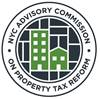 NYC ADVISORY COMMISSION
ON PROPERTY TAX REFORM